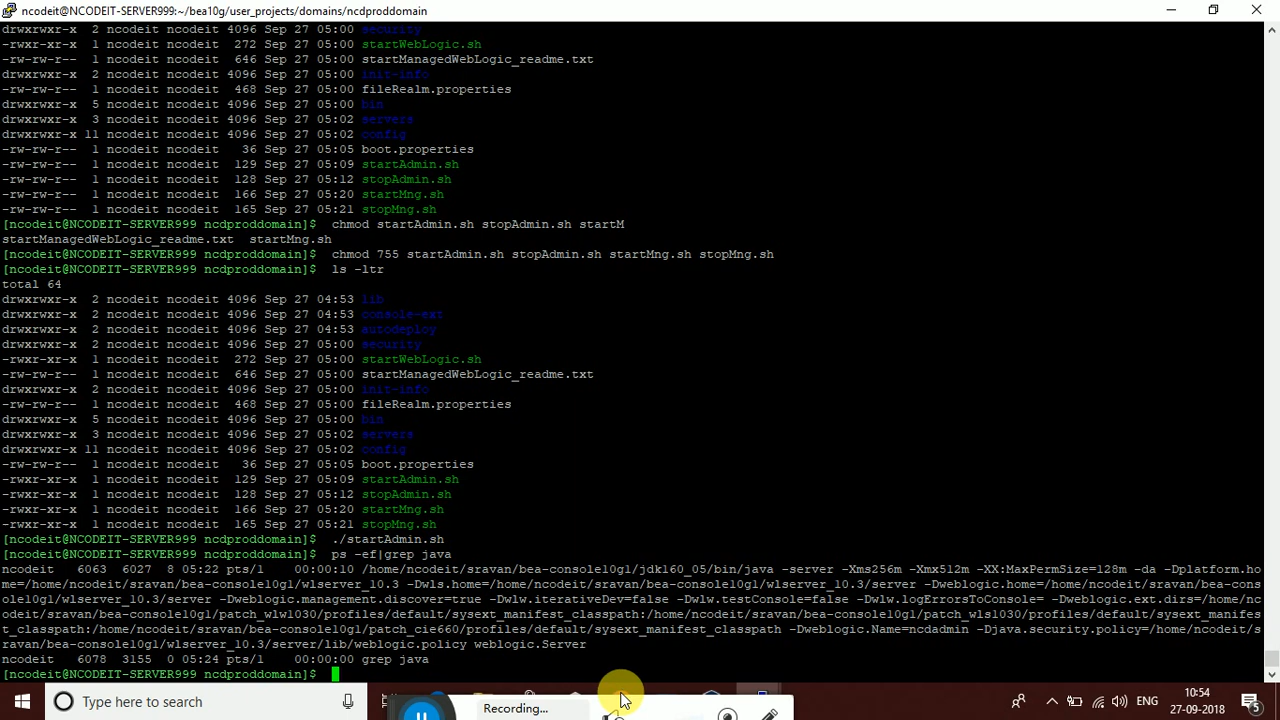 ncodeit@NCODEIT-SERVER999:~/bea10g/user_projects/domains/ncdproddomain
drwxrwxr-x 2 ncodeit ncodeit 4096 Sep 27 05:00 security
-rwxr-xr-x 1 ncodeit ncodeit 272 Sep 27 05:00 startWebLogic.sh
-rw-rw-r-- 1 ncodeit ncodeit 646 Sep 27 05:00 startManagedWebLogic_readme.txt
drwxrwxr-x 2 ncodeit ncodeit 4096 Sep 27 05:00 init-info
-rw-rw-r-- 1 ncodeit ncodeit 468 Sep 27 05:00 fileRealm.properties
drwxrwxr-x 5 ncodeit ncodeit 4096 Sep 27 05:00 bin
drwxrwxr-x 3 ncodeit ncodeit 4096 Sep 27 05:02 servers
drwxrwxr-x 11 ncodeit ncodeit 4096 Sep 27 05:02 config
-rw-rw-r-- 1 ncodeit ncodeit 36 Sep 27 05:05 boot.properties
-rwxr-xr-x 1 ncodeit ncodeit 129 Sep 27 05:09 startAdmin.sh
-rwxr-xr-x 1 ncodeit ncodeit 128 Sep 27 05:12 stopAdmin.sh
-rwxr-xr-x 1 ncodeit ncodeit 166 Sep 27 05:20 startMng.sh
-rwxr-xr-x 1 ncodeit ncodeit 165 Sep 27 05:21 stopMng.sh
[ncodeit@NCODEIT-SERVER999 ncdproddomain]$ chmod startAdmin.sh stopAdmin.sh startM
startManagedWebLogic_readme.txt startMng.sh
[ncodeit@NCODEIT-SERVER999 ncdproddomain]$ chmod 755 startAdmin.sh stopAdmin.sh startMng.sh stopMng.sh
[ncodeit@NCODEIT-SERVER999 ncdproddomain]$ ls -ltr
total 64
drwxrwxr-x 2 ncodeit ncodeit 4096 Sep 27 04:53 lib
drwxrwxr-x 2 ncodeit ncodeit 4096 Sep 27 04:53 console-ext
drwxrwxr-x 2 ncodeit ncodeit 4096 Sep 27 04:53 autodeploy
drwxrwxr-x 2 ncodeit ncodeit 4096 Sep 27 05:00 security
-rwxr-xr-x 1 ncodeit ncodeit 272 Sep 27 05:00 startWebLogic.sh
-rw-rw-r-- 1 ncodeit ncodeit 646 Sep 27 05:00 startManagedWebLogic_readme.txt
drwxrwxr-x 2 ncodeit ncodeit 4096 Sep 27 05:00 init-info
-rw-rw-r-- 1 ncodeit ncodeit 468 Sep 27 05:00 fileRealm.properties
drwxrwxr-x 5 ncodeit ncodeit 4096 Sep 27 05:00 bin
drwxrwxr-x 3 ncodeit ncodeit 4096 Sep 27 05:02 servers
drwxrwxr-x 11 ncodeit ncodeit 4096 Sep 27 05:02 config
-rw-rw-r-- 1 ncodeit ncodeit 36 Sep 27 05:05 boot.properties
-rwxr-xr-x 1 ncodeit ncodeit 129 Sep 27 05:09 startAdmin.sh
-rwxr-xr-x 1 ncodeit ncodeit 128 Sep 27 05:12 stopAdmin.sh
-rwxr-xr-x 1 ncodeit ncodeit 166 Sep 27 05:20 startMng.sh
-rwxr-xr-x 1 ncodeit ncodeit 165 Sep 27 05:21 stopMng.sh
[ncodeit@NCODEIT-SERVER999 ncdproddomain]$ ./startAdmin.sh
[ncodeit@NCODEIT-SERVER999 ncdproddomain]$ ps -ef|grep java
ncodeit 6063 6027 8 05:22 pts/1 00:00:10 /home/ncodeit/sravan/bea-console10g1/jdk160_05/bin/java -server -Xms256m -Xmx512m -XX:MaxPermSize=128m -da -Dplatform.ho
me=/home/ncodeit/sravan/bea-console10g1/wlserver_10.3 -Dwls.home=/home/ncodeit/sravan/bea-console10g1/wlserver_10.3/server -Dweblogic.home=/home/ncodeit/sravan/bea-con
sole10g1/wlserver_10.3/server -Dweblogic.management.discover=true -Dwlw.iterativeDev=false -Dwlw.testConsole=false -Dwlw.logErrorsToConsole= -Dweblogic.ext.dirs=/home/nc
odeit/sravan/bea-console10g1/patch_wls1030/profiles/default/sysext_manifest_classpath:/home/ncodeit/sravan/bea-console10g1/patch_wls1030/profiles/default/sysext_manifes
t_classpath:/home/ncodeit/sravan/bea-console10g1/patch_cie660/profiles/default/sysext_manifest_classpath -Dweblogic.Name=ncdadmin -Djava.security.policy=/home/ncodeit/s
ravan/bea-console10g1/wlserver_10.3/server/lib/weblogic.policy weblogic.Server
ncodeit 6078 3155 0 05:24 pts/1 00:00:00 grep java
[ncodeit@NCODEIT-SERVER999 ncdproddomain]$
Type here to search
Recording...
ENG
10:54
27-09-2018
5